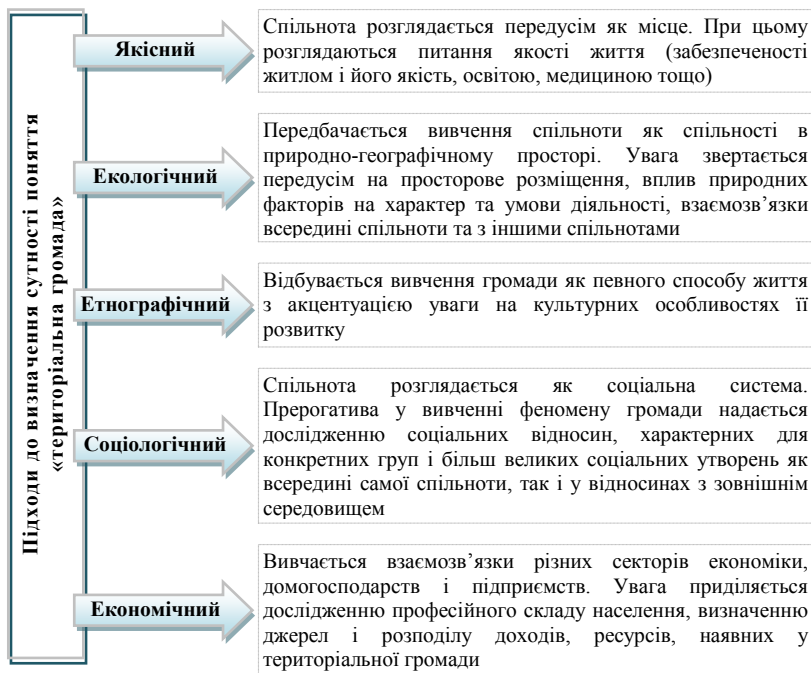 Підходи до визначення сутності поняття
«територіальна громада»
Якісний
Спільнота розглядається передусім як місце. При цьому
розглядаються питання якості життя (забезпеченості
житлом і його якість, освітою, медициною тощо)
Екологічний
Передбачається вивчення спільноти як спільності в
природно-географічному просторі. Увага звертається
передусім на просторове розміщення, вплив природних
факторів на характер та умови діяльності, взаємозв’язки
всередині спільноти та з іншими спільнотами
Етнографічний
Відбувається вивчення громади як певного способу життя
з акцентуацією уваги на культурних особливостях її
розвитку
Соціологічний
Спільнота розглядається як соціальна система.
Прерогатива у вивченні феномену громади надається
дослідженню соціальних відносин, характерних для
конкретних груп і більш великих соціальних утворень як
всередині самої спільноти, так і у відносинах з зовнішнім
середовищем
Економічний
Вивчається взаємозв’язки різних секторів економіки,
домогосподарств і підприємств. Увага приділяється
дослідженню професійного складу населення, визначенню
джерел і розподілу доходів, ресурсів, наявних у
територіальної громади